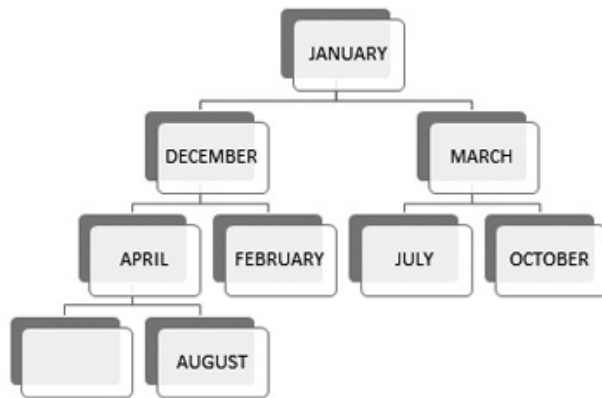 JANUARY
DECEMBER
MARCH
APRIL
FEBRUARY
JULY
OCTOBER
AUGUST